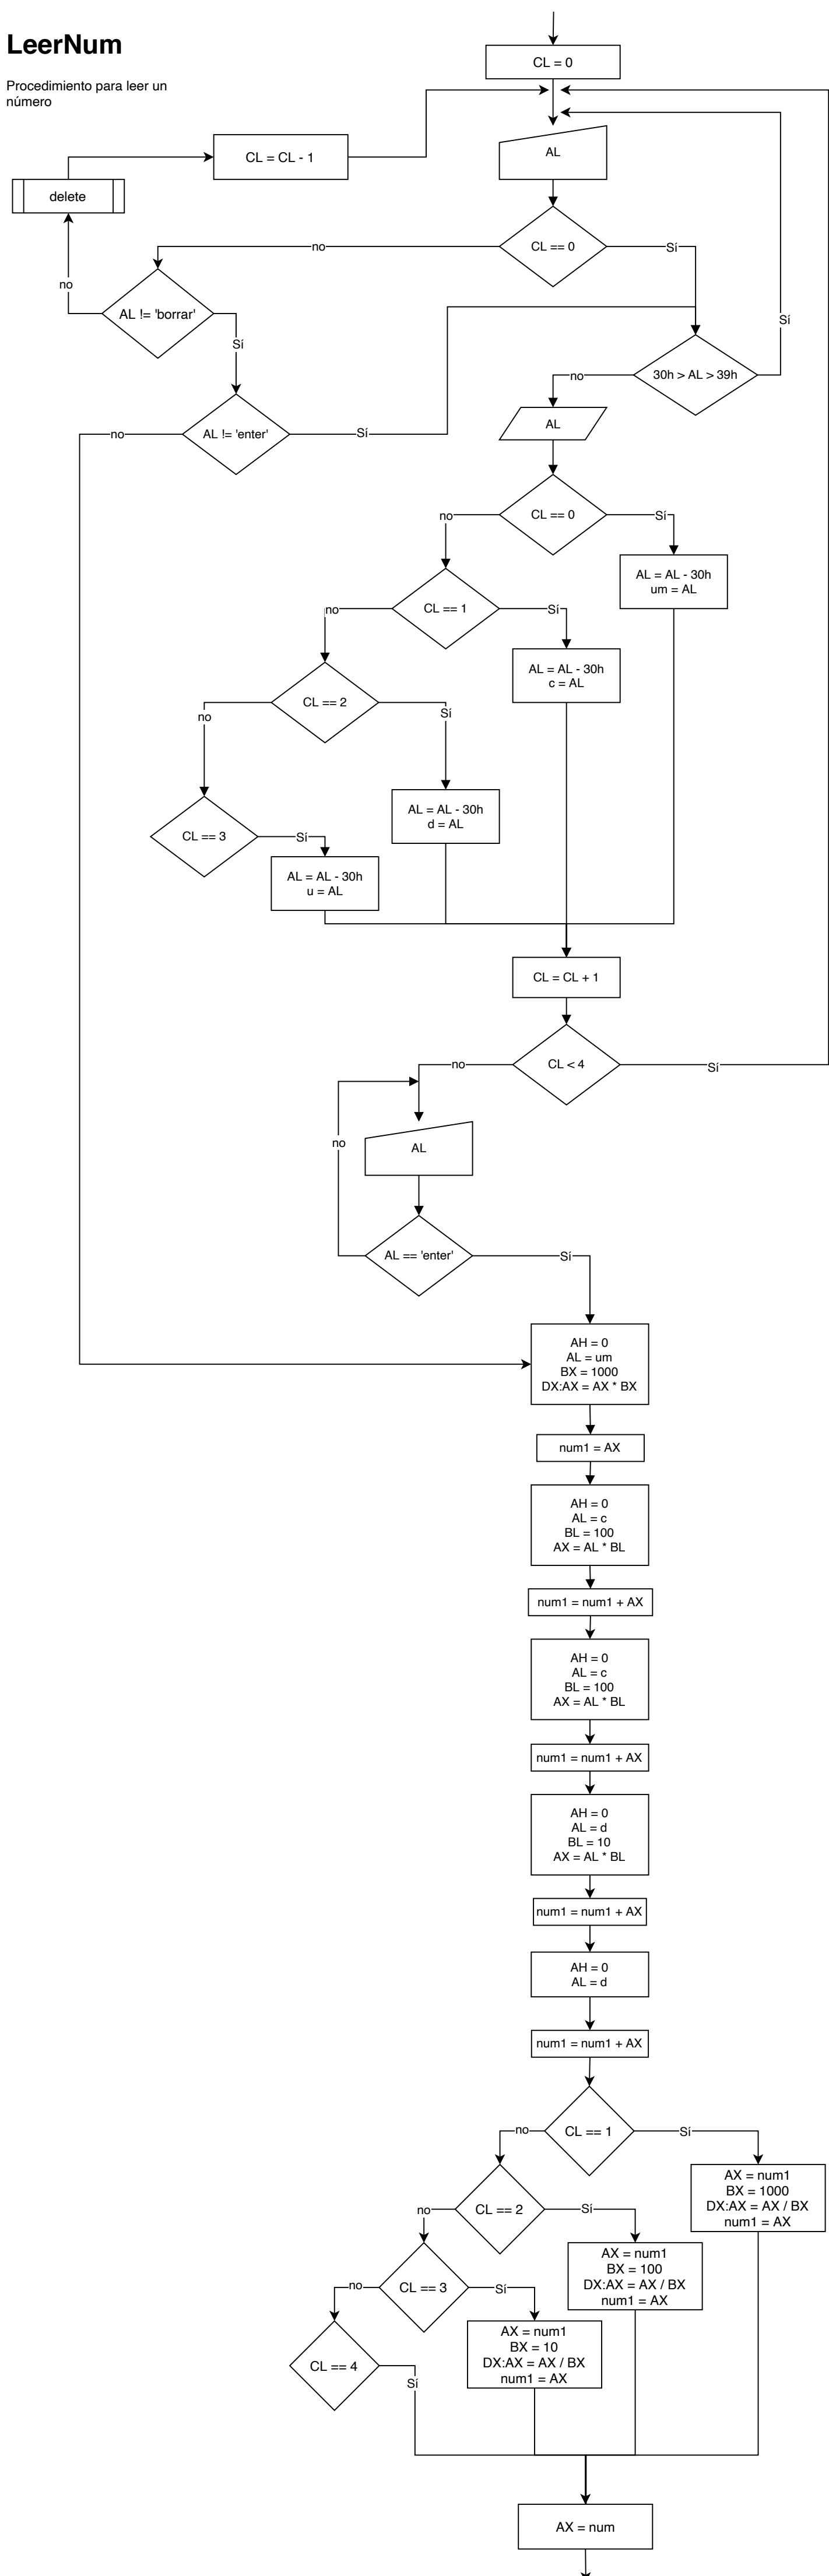 LeerNum
Procedimiento para leer un
número
CL = 0
CL = CL - 1
AL
delete
CL == 0
no
Sí
AL != 'borrar'
no
Sí
30h > AL > 39h
Sí
no
AL != 'enter'
no
Sí
AL
CL == 0
no
Sí
AL = AL - 30h
um = AL
CL == 1
no
Sí
AL = AL - 30h
c = AL
CL == 2
no
Sí
AL = AL - 30h
d = AL
CL == 3
Sí
AL = AL - 30h
u = AL
CL = CL + 1
CL < 4
no
Sí
AL
no
AL == 'enter'
Sí
AH = 0
AL = um
BX = 1000
DX:AX = AX * BX
num1 = AX
AH = 0
AL = c
BL = 100
AX = AL * BL
num1 = num1 + AX
AH = 0
AL = c
BL = 100
AX = AL * BL
num1 = num1 + AX
AH = 0
AL = d
BL = 10
AX = AL * BL
num1 = num1 + AX
AH = 0
AL = d
num1 = num1 + AX
CL == 1
no
Sí
AX = num1
BX = 1000
DX:AX = AX / BX
num1 = AX
CL == 2
no
Sí
AX = num1
BX = 100
DX:AX = AX / BX
num1 = AX
CL == 3
no
Sí
AX = num1
BX = 10
DX:AX = AX / BX
num1 = AX
CL == 4
Sí
AX = num